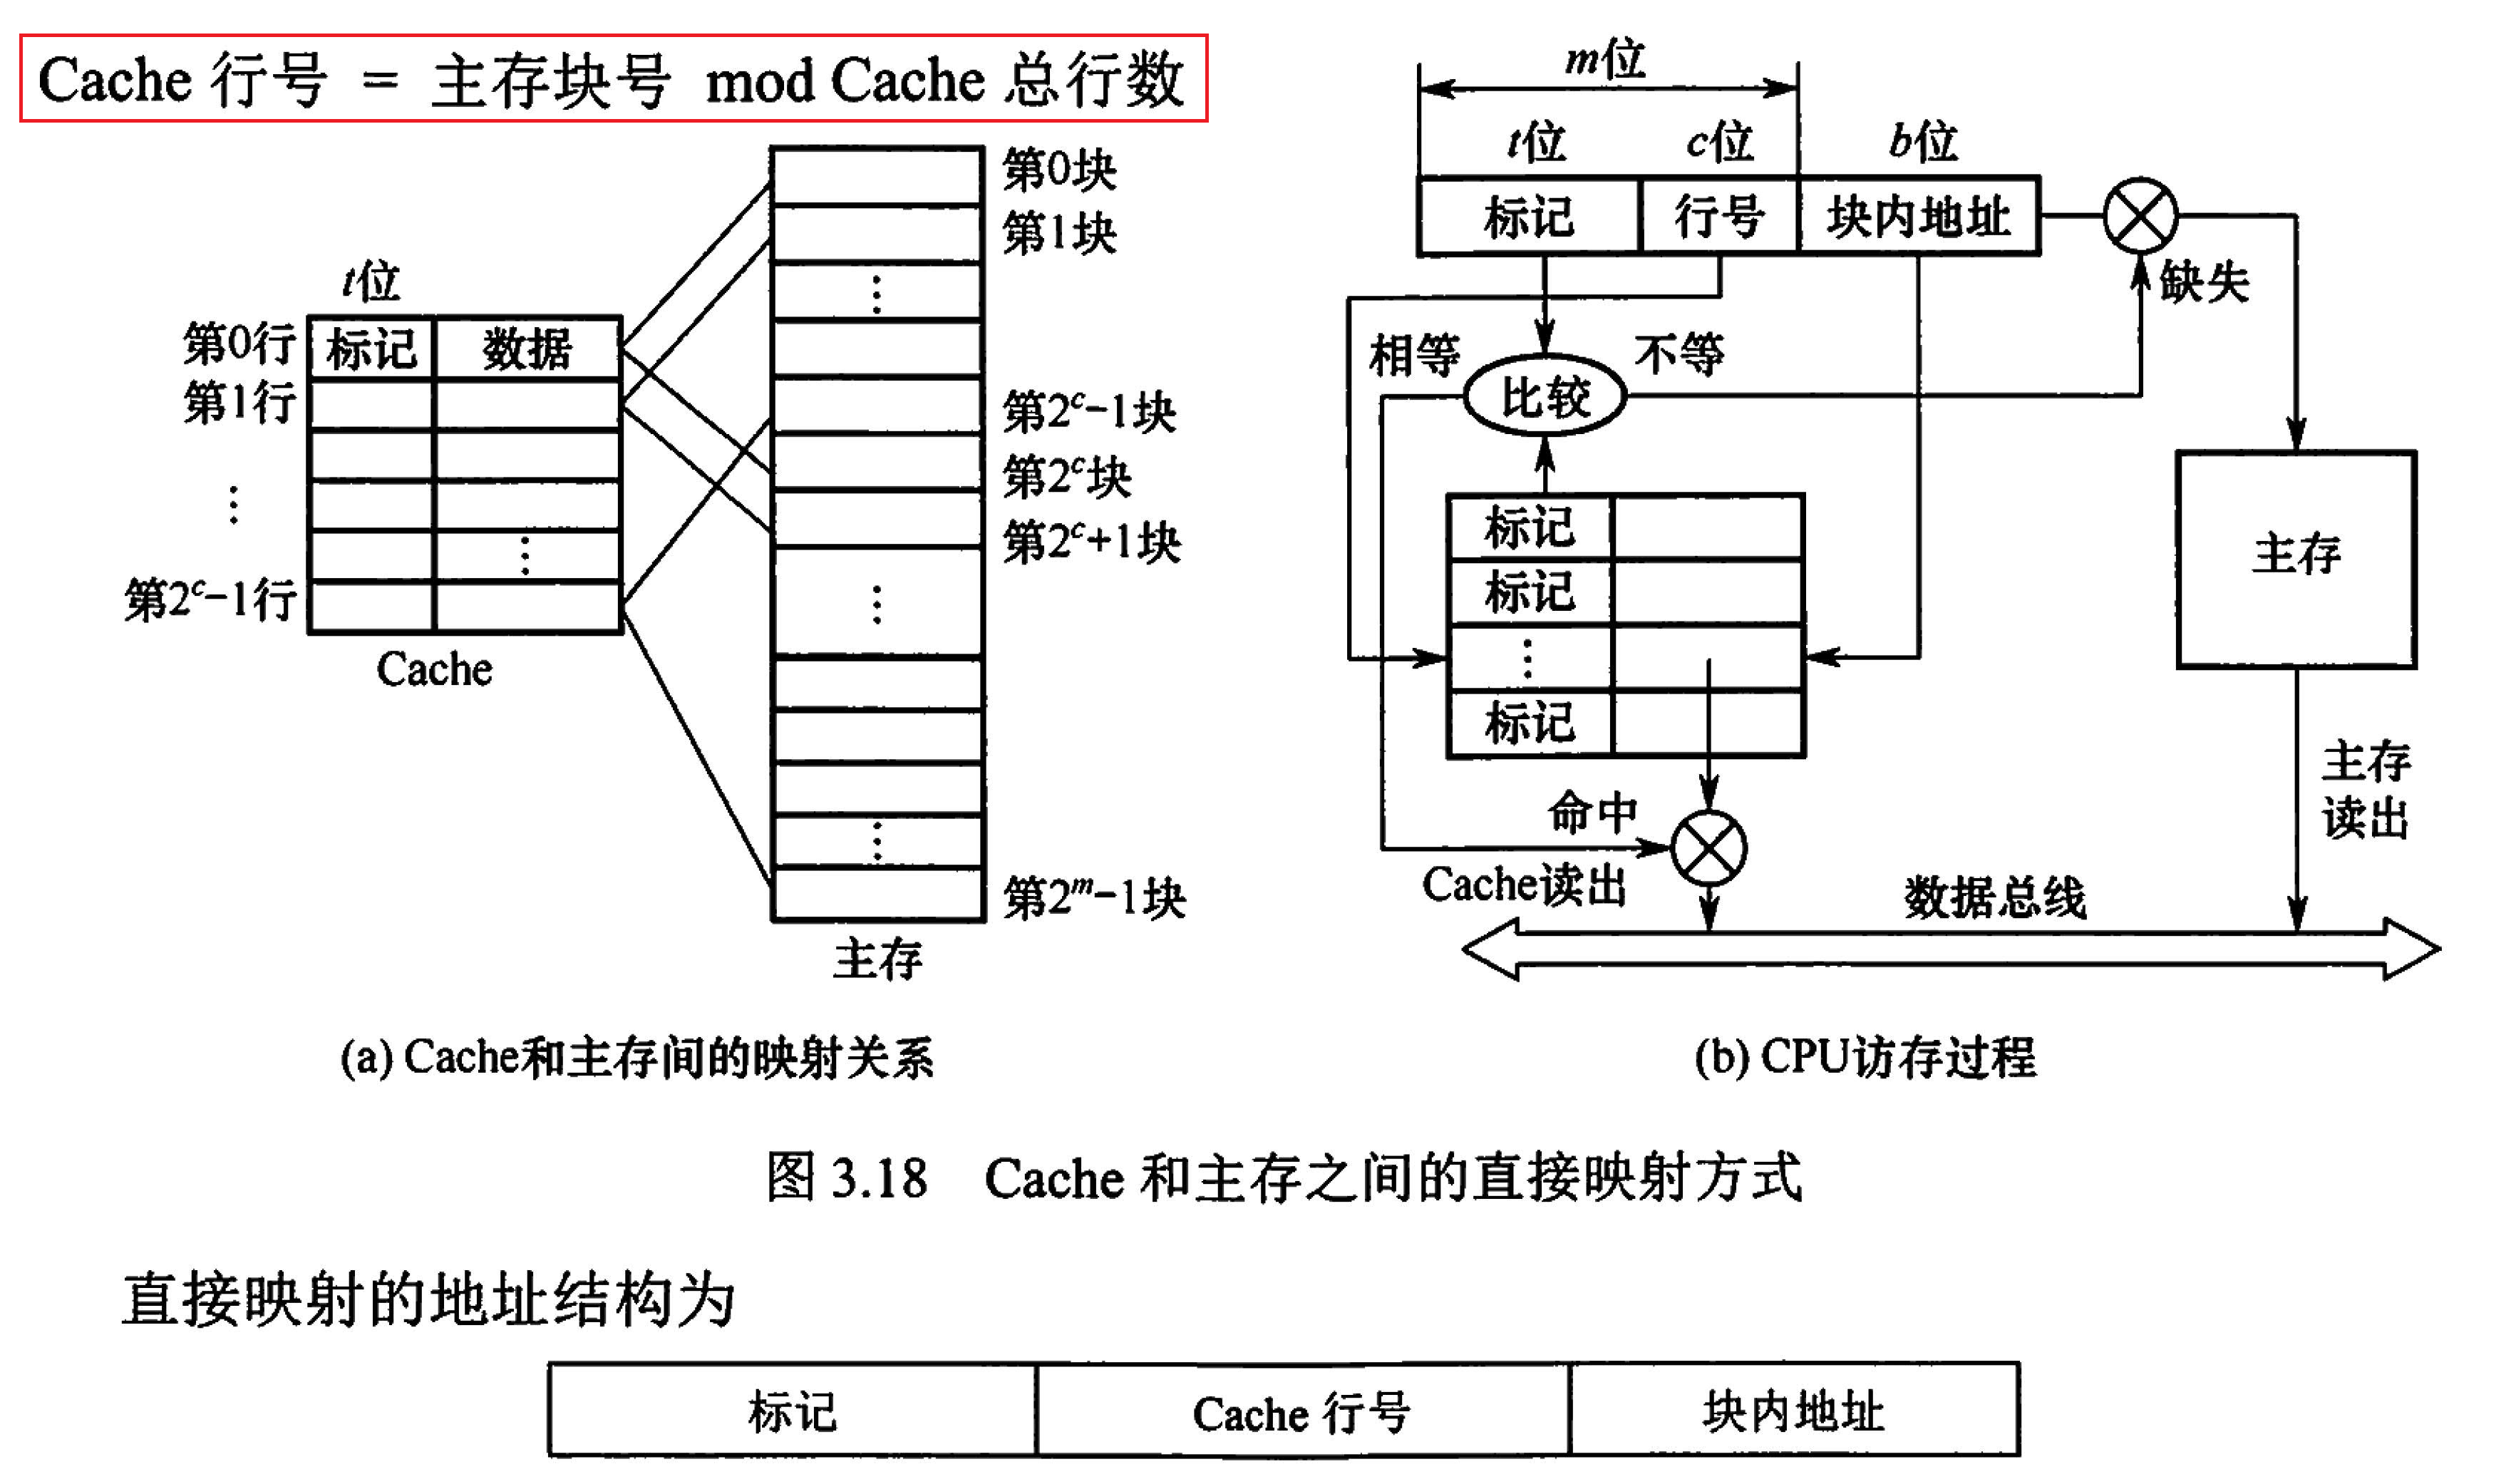 Cache 行号 = 主存块号 mod Cache 总行数
t位
第0行
标记
数据
第1行
⋮
⋮
第2ᶜ−1行
Cache
第0块
第1块
⋮
第2ᶜ−1块
第2ᶜ块
第2ᶜ+1块
⋮
⋮
第2ᵐ−1块
主存
(a) Cache和主存间的映射关系
m位
t位
c位
b位
标记
行号
块内地址
缺失
相等
比较
不等
标记
标记
⋮
标记
主存
命中
Cache读出
主存
读出
数据总线
(b) CPU访存过程
图 3.18 Cache 和主存之间的直接映射方式
直接映射的地址结构为
标记
Cache 行号
块内地址